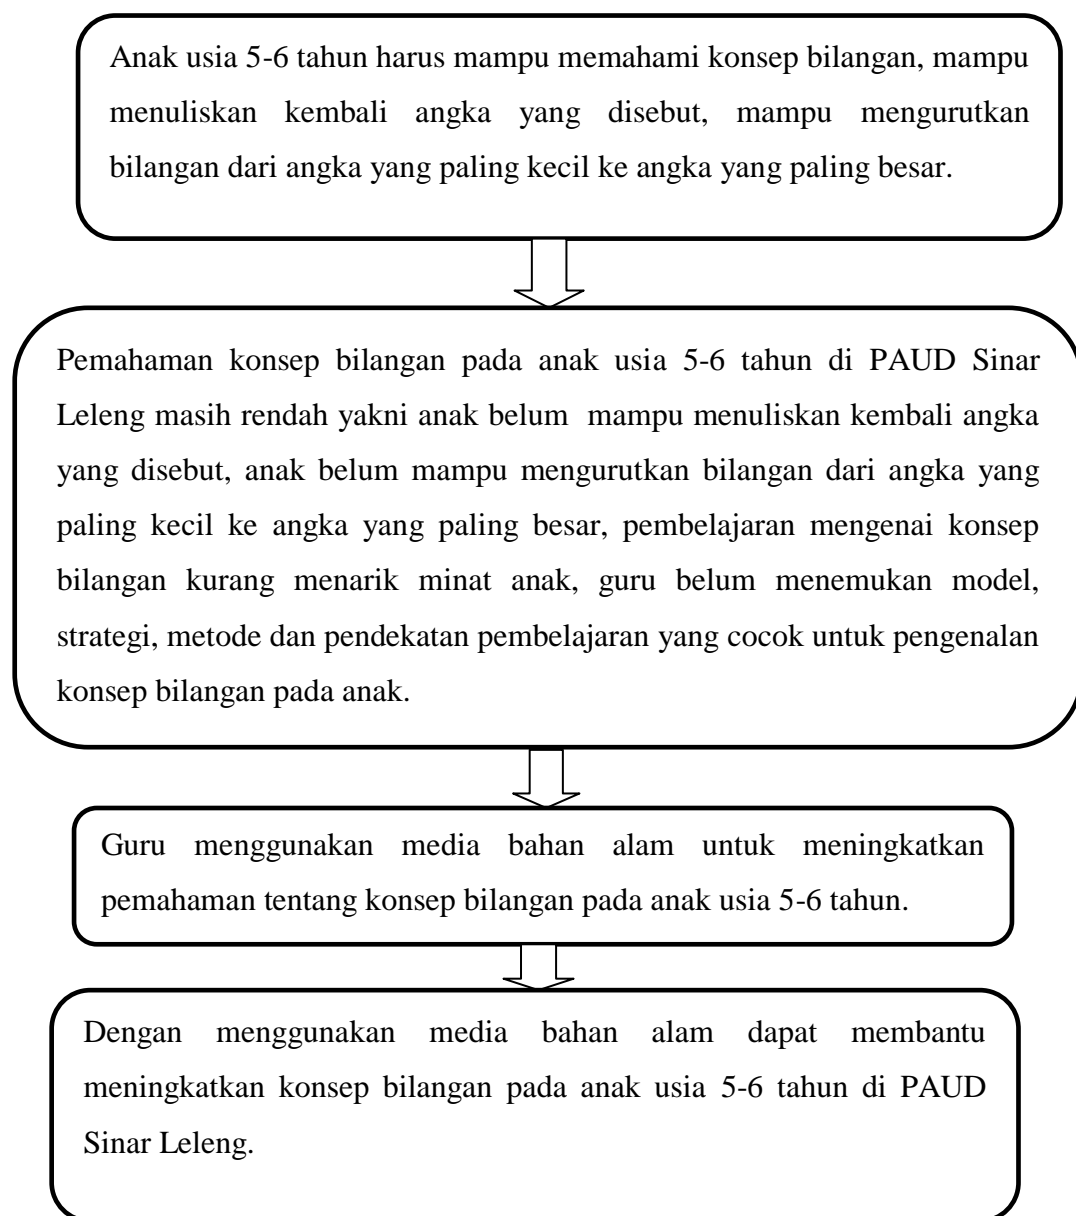 Anak usia 5-6 tahun harus mampu memahami konsep bilangan, mampu
menuliskan kembali angka yang disebut, mampu mengurutkan
bilangan dari angka yang paling kecil ke angka yang paling besar.
Pemahaman konsep bilangan pada anak usia 5-6 tahun di PAUD Sinar
Leleng masih rendah yakni anak belum mampu menuliskan kembali angka
yang disebut, anak belum mampu mengurutkan bilangan dari angka yang
paling kecil ke angka yang paling besar, pembelajaran mengenai konsep
bilangan kurang menarik minat anak, guru belum menemukan model,
strategi, metode dan pendekatan pembelajaran yang cocok untuk pengenalan
konsep bilangan pada anak.
Guru menggunakan media bahan alam untuk meningkatkan
pemahaman tentang konsep bilangan pada anak usia 5-6 tahun.
Dengan menggunakan media bahan alam dapat membantu
meningkatkan konsep bilangan pada anak usia 5-6 tahun di PAUD
Sinar Leleng.